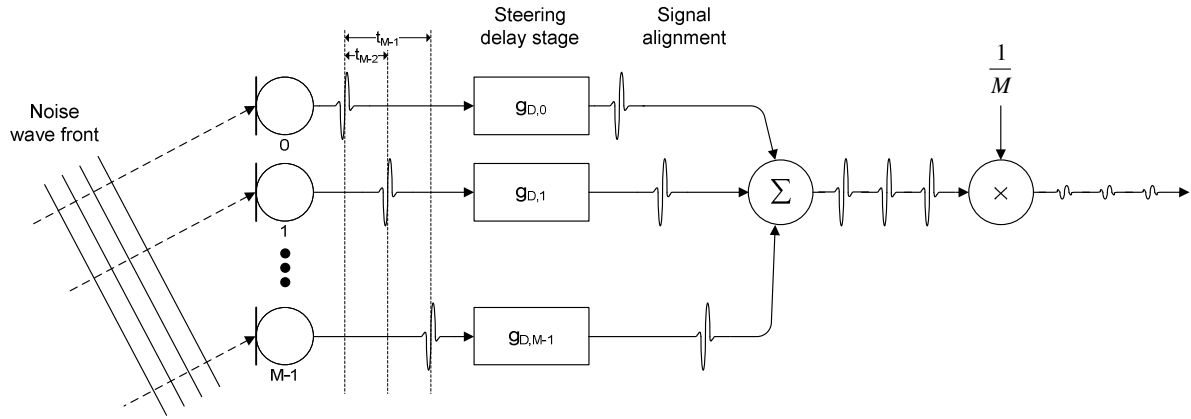 Steering
delay stage
Signal
alignment
t_{M-1}
t_{M-2}
1
M
Noise
wave front
g_{D,0}
0
g_{D,1}
Σ
×
1
g_{D,M-1}
M-1